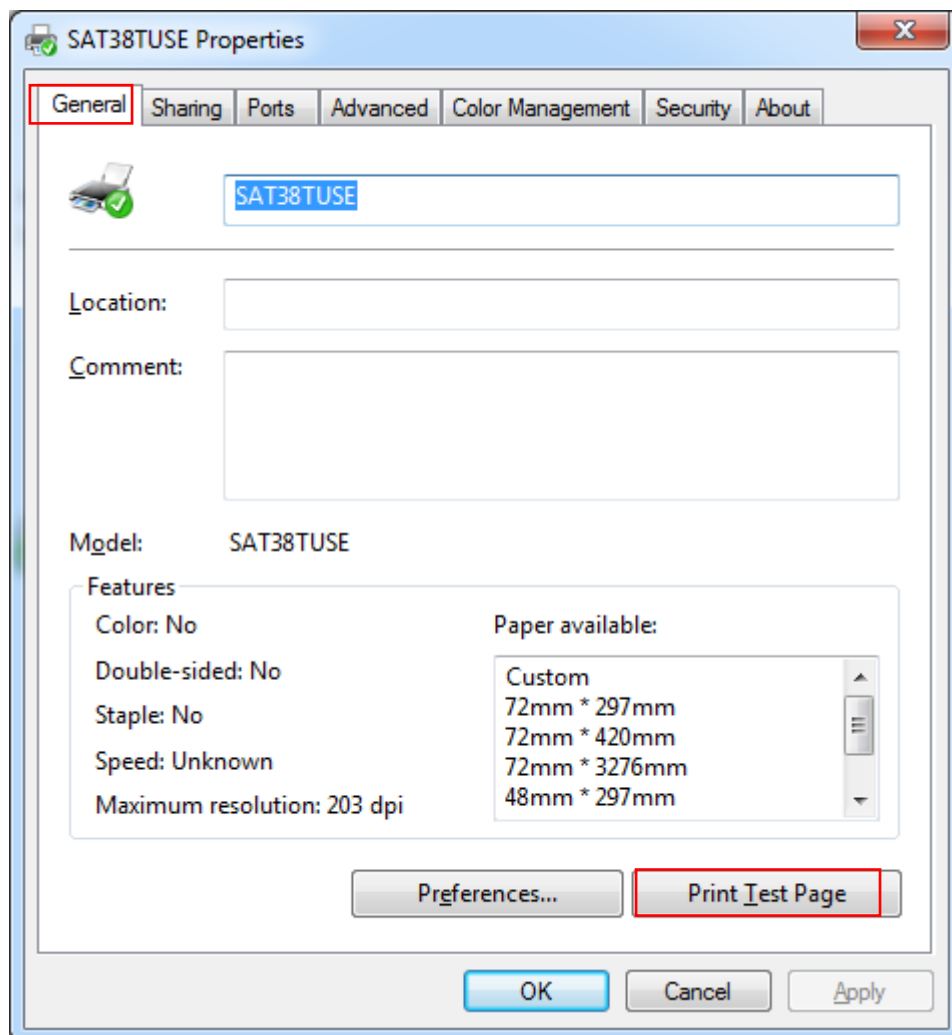 SAT38TUSE Properties
General Sharing Ports Advanced Color Management Security About
SAT38TUSE
Location:
Comment:
Model: SAT38TUSE
Features
Color: No
Double-sided: No
Staple: No
Speed: Unknown
Maximum resolution: 203 dpi
Paper available:
Custom
72mm * 297mm
72mm * 420mm
72mm * 3276mm
48mm * 297mm
Preferences... Print Test Page
OK Cancel Apply